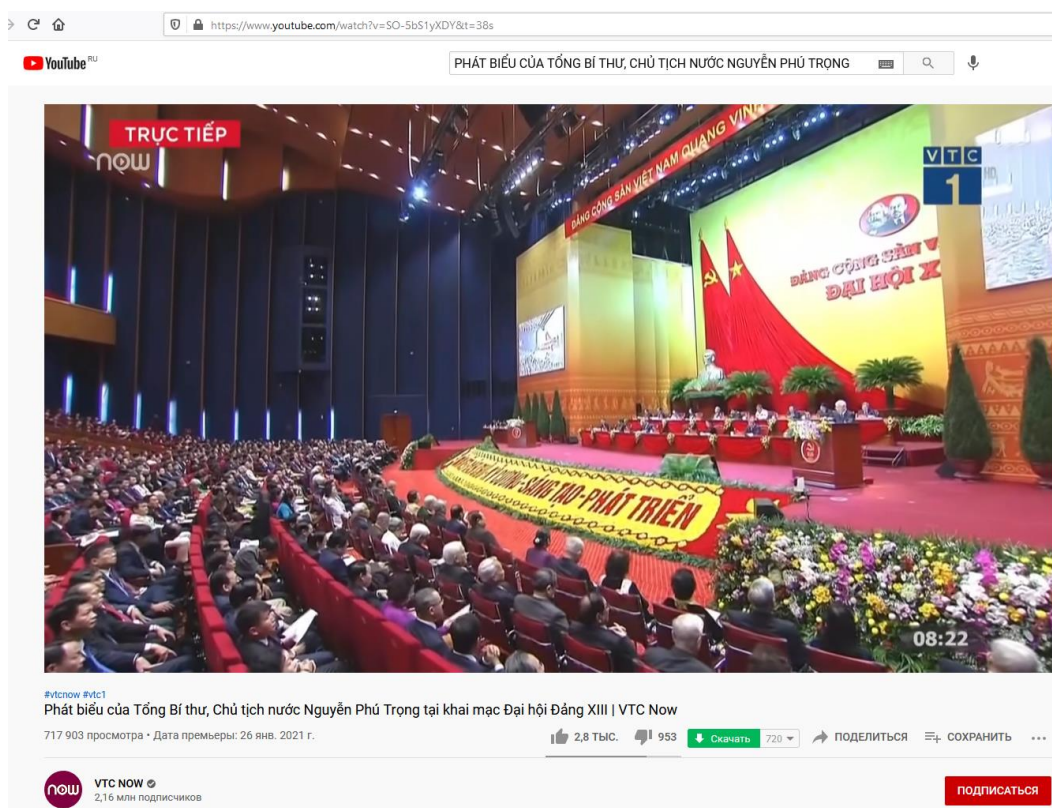 https://www.youtube.com/watch?v=SO-5bS1yXDY&t=38s
YouTube RU
PHÁT BIỂU CỦA TỔNG BÍ THƯ, CHỦ TỊCH NƯỚC NGUYỄN PHÚ TRỌNG
TRỰC TIẾP
now
VTC
1
HD
ĐẢNG CỘNG SẢN VIỆT NAM QUANG VINH
ĐẢNG CỘNG SẢN V
ĐẠI HỘI X
SÁNG TẠO - PHÁT TRIỂN
08:22
#vtcnow #vtc1
Phát biểu của Tổng Bí thư, Chủ tịch nước Nguyễn Phú Trọng tại khai mạc Đại hội Đảng XIII | VTC Now
717 903 просмотра • Дата премьеры: 26 янв. 2021 г.
2,8 ТЫС.
953
Скачать
720
ПОДЕЛИТЬСЯ
СОХРАНИТЬ
now
VTC NOW
2,16 млн подписчиков
ПОДПИСАТЬСЯ